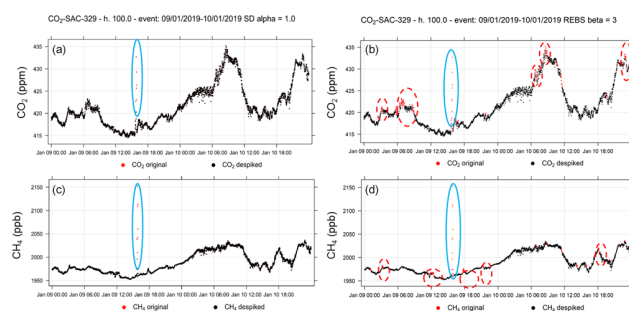 CO₂-SAC-329 - h. 100.0 - event: 09/01/2019-10/01/2019 SD alpha = 1.0
(a)
CO₂ (ppm)
435
430
425
420
415
Jan 09 00:00 Jan 09 06:00 Jan 09 12:00 Jan 09 18:00 Jan 10 00:00 Jan 10 06:00 Jan 10 12:00 Jan 10 18:00
CO₂ original CO₂ despiked
CO₂-SAC-329 - h. 100.0 - event: 09/01/2019-10/01/2019 REBS beta = 3
(b)
CO₂ (ppm)
435
430
425
420
415
Jan 09 00:00 Jan 09 06:00 Jan 09 12:00 Jan 09 18:00 Jan 10 00:00 Jan 10 06:00 Jan 10 12:00 Jan 10 18:00
CO₂ original CO₂ despiked
(c)
CH₄ (ppb)
2150
2100
2050
2000
1950
Jan 09 00:00 Jan 09 06:00 Jan 09 12:00 Jan 09 18:00 Jan 10 00:00 Jan 10 06:00 Jan 10 12:00 Jan 10 18:00
CH₄ original CH₄ despiked
(d)
CH₄ (ppb)
2150
2100
2050
2000
1950
Jan 09 00:00 Jan 09 06:00 Jan 09 12:00 Jan 09 18:00 Jan 10 00:00 Jan 10 06:00 Jan 10 12:00 Jan 10 18:00
CH₄ original CH₄ despiked